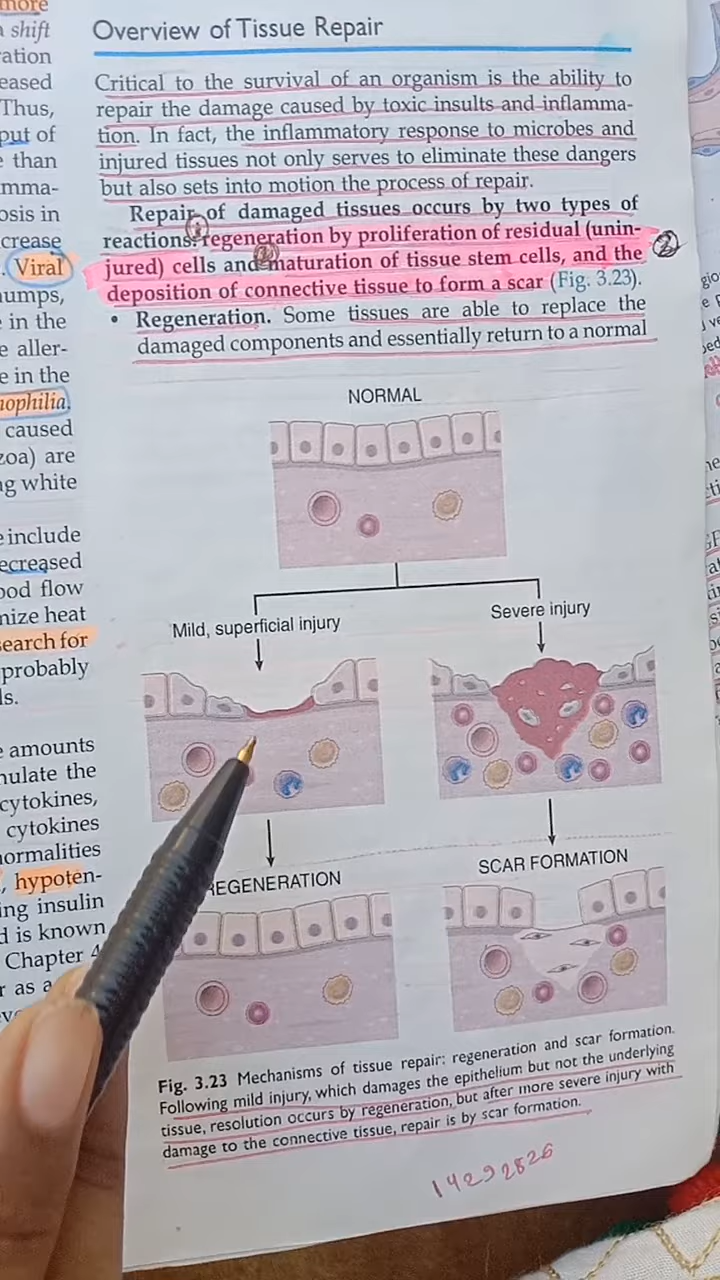 more
shift
ration
eased
Thus,
put of
than
mma-
osis in
crease
Viral
umps,
in the
e aller-
e in the
nophilia,
caused
zoa) are
ng white
include
ecreased
ood flow
nize heat
search for
probably
ls.
e amounts
nulate the
cytokines,
cytokines
normalities
, hypoten-
ing insulin
d is known
Chapter 4
r as a
Overview of Tissue Repair
Critical to the survival of an organism is the ability to
repair the damage caused by toxic insults and inflamma-
tion. In fact, the inflammatory response to microbes and
injured tissues not only serves to eliminate these dangers
but also sets into motion the process of repair.
Repair of damaged tissues occurs by two types of
reactions: regeneration by proliferation of residual (unin-
jured) cells and maturation of tissue stem cells, and the
deposition of connective tissue to form a scar (Fig. 3.23).
2
• Regeneration. Some tissues are able to replace the
damaged components and essentially return to a normal
NORMAL
Mild, superficial injury
Severe injury
REGENERATION
SCAR FORMATION
Fig. 3.23 Mechanisms of tissue repair: regeneration and scar formation.
Following mild injury, which damages the epithelium but not the underlying
tissue, resolution occurs by regeneration, but after more severe injury with
damage to the connective tissue, repair is by scar formation.
14292826